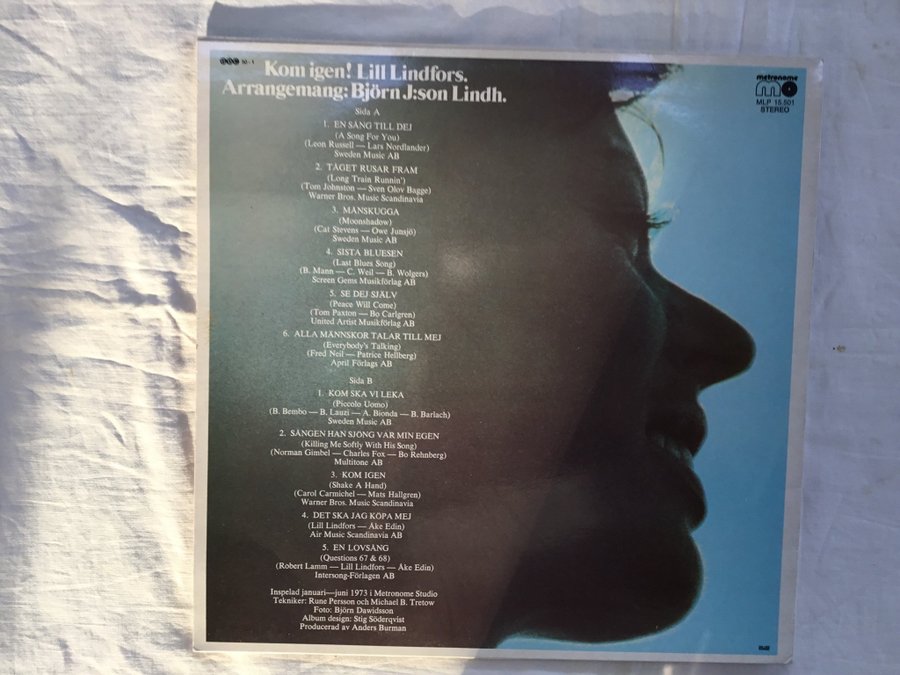 Kom igen! Lill Lindfors.
Arrangemang: Björn J:son Lindh.
metronome
MLP 15.501
STEREO
Sida A
1. EN SÅNG TILL DEJ
(A Song For You)
(Leon Russell — Lars Nordlander)
Sweden Music AB
2. TÅGET RUSAR FRAM
(Long Train Runnin')
(Tom Johnston — Sven Olov Bagge)
Warner Bros. Music Scandinavia
3. MÅNSKUGGA
(Moonshadow)
(Cat Stevens — Owe Junsjö)
Sweden Music AB
4. SISTA BLUESEN
(Last Blues Song)
(B. Mann — C. Weil — B. Wolgers)
Screen Gems Musikförlag AB
5. SE DEJ SJÄLV
(Peace Will Come)
(Tom Paxton — Bo Carlgren)
United Artist Musikförlag AB
6. ALLA MÄNNSKOR TALAR TILL MEJ
(Everybody's Talking)
(Fred Neil — Patrice Hellberg)
April Förlags AB
Sida B
1. KOM SKA VI LEKA
(Piccolo Uomo)
(B. Bembo — B. Lauzi — A. Bionda — B. Barlach)
Sweden Music AB
2. SÅNGEN HAN SJÖNG VAR MIN EGEN
(Killing Me Softly With His Song)
(Norman Gimbel — Charles Fox — Bo Rehnberg)
Multitone AB
3. KOM IGEN
(Shake A Hand)
(Carol Carmichel — Mats Hallgren)
Warner Bros. Music Scandinavia
4. DET SKA JAG KÖPA MEJ
(Lill Lindfors — Åke Edin)
Air Music Scandinavia AB
5. EN LOVSÅNG
(Questions 67 & 68)
(Robert Lamm — Lill Lindfors — Åke Edin)
Intersong-Förlagen AB
Inspelad januari—juni 1973 i Metronome Studio
Tekniker: Rune Persson och Michael B. Tretow
Foto: Björn Dawidsson
Album design: Stig Söderqvist
Producerad av Anders Burman